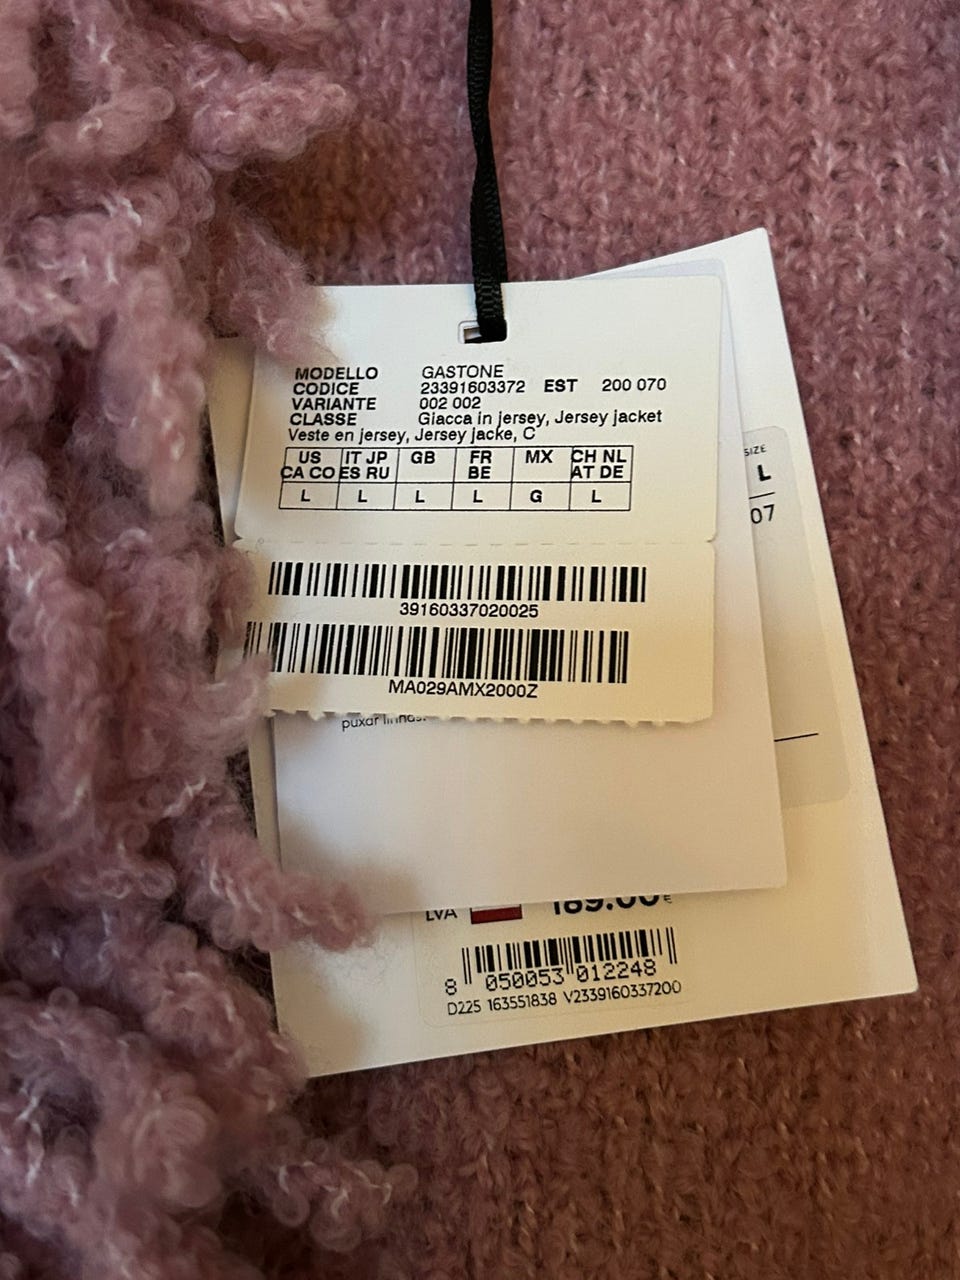 MODELLO GASTONE
CODICE 23391603372 EST 200 070
VARIANTE 002 002
CLASSE Giacca in jersey, Jersey jacket
Veste en jersey, Jersey jacke, C
US IT JP GB FR MX CH NL
CA CO ES RU BE AT DE
L L L L G L
SIZE
L
07
39160337020025
MA029AMX2000Z
puxar linhas.
LVA 189.00 €
8 050053 012248
D225 163551838 V2339160337200